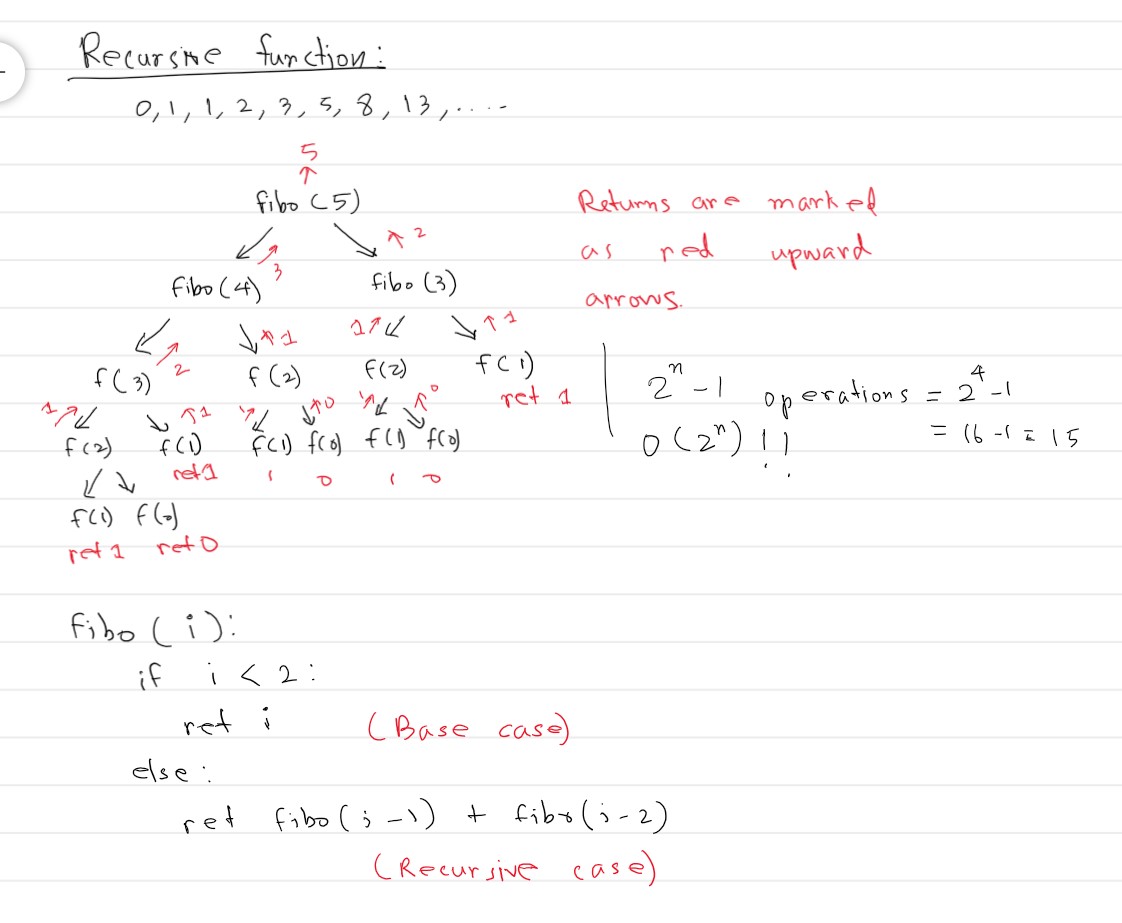 Recursive function:
0, 1, 1, 2, 3, 5, 8, 13, ....
5
fibo (5)
Returns are marked
3
2
as red upward
fibo (4) fibo (3)
arrows.
2 1 1 1
f(3) f(2) f(2) f(1)
ret 1
1 1 1 0 1 0
f(2) f(1) f(1) f(0) f(1) f(0)
ret 1 1 0 1 0
f(1) f(0)
ret 1 ret 0
2^n - 1 operations = 2^4 - 1
= 16 - 1 = 15
O(2^n) !!
fibo(i):
if i < 2:
ret i (Base case)
else:
ret fibo(i-1) + fibo(i-2)
(Recursive case)